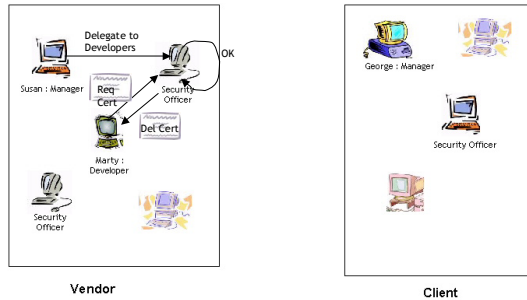 Delegate to
Developers
OK
Susan : Manager
Req
Cert
Security
Officer
Del Cert
Marty :
Developer
Security
Officer
Vendor
George : Manager
Security Officer
Client